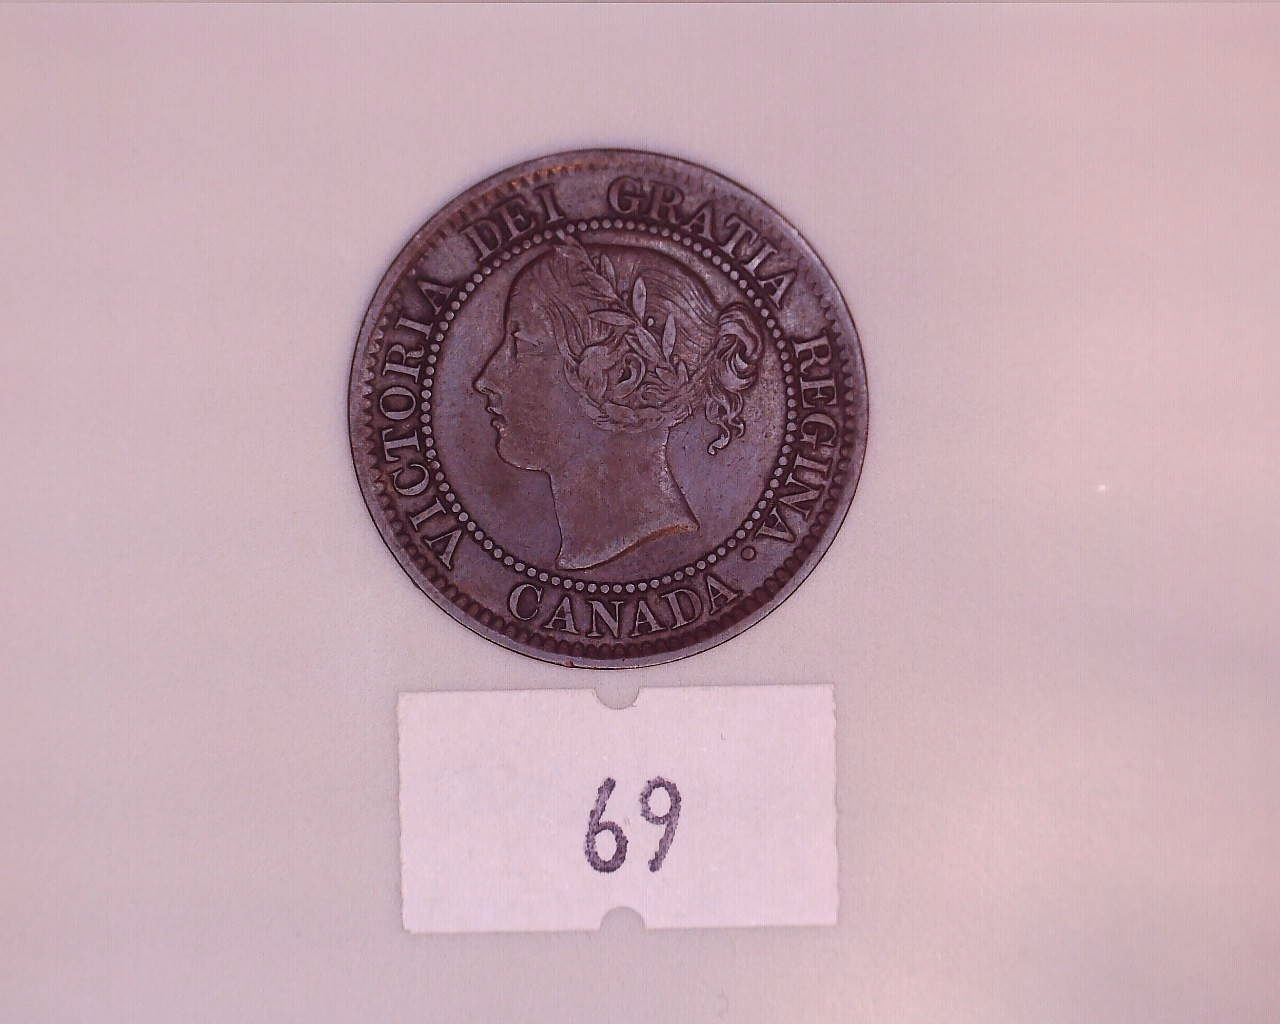 VICTORIA DEI GRATIA REGINA.
CANADA
69